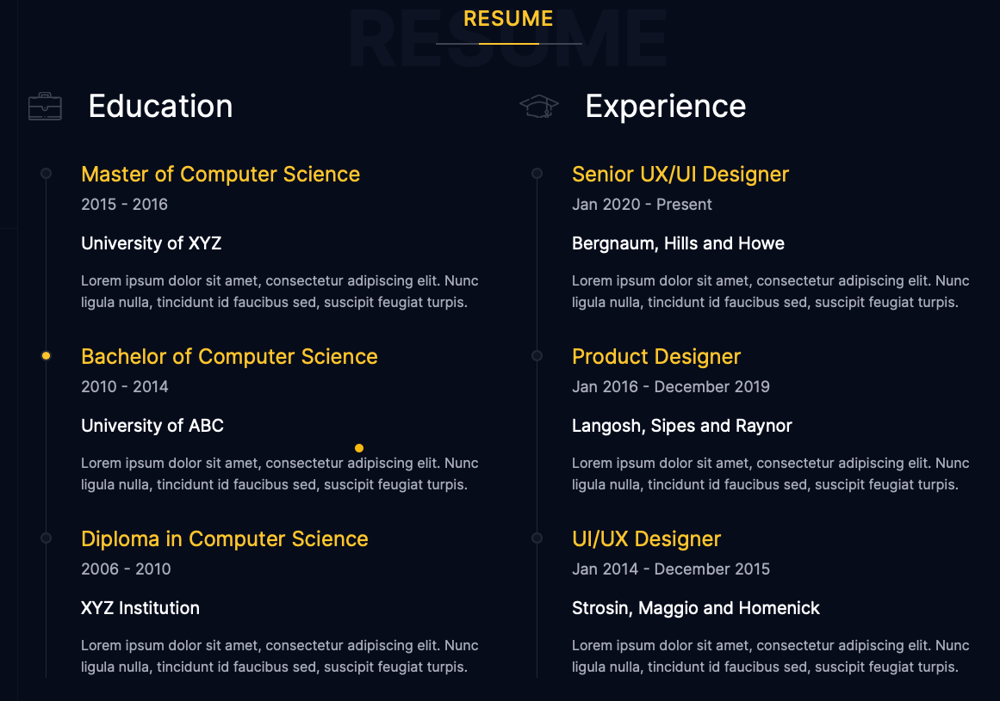 RESUME
RESUME
Education
Master of Computer Science
2015 - 2016
University of XYZ
Lorem ipsum dolor sit amet, consectetur adipiscing elit. Nunc
ligula nulla, tincidunt id faucibus sed, suscipit feugiat turpis.
Bachelor of Computer Science
2010 - 2014
University of ABC
Lorem ipsum dolor sit amet, consectetur adipiscing elit. Nunc
ligula nulla, tincidunt id faucibus sed, suscipit feugiat turpis.
Diploma in Computer Science
2006 - 2010
XYZ Institution
Lorem ipsum dolor sit amet, consectetur adipiscing elit. Nunc
ligula nulla, tincidunt id faucibus sed, suscipit feugiat turpis.
Experience
Senior UX/UI Designer
Jan 2020 - Present
Bergnaum, Hills and Howe
Lorem ipsum dolor sit amet, consectetur adipiscing elit. Nunc
ligula nulla, tincidunt id faucibus sed, suscipit feugiat turpis.
Product Designer
Jan 2016 - December 2019
Langosh, Sipes and Raynor
Lorem ipsum dolor sit amet, consectetur adipiscing elit. Nunc
ligula nulla, tincidunt id faucibus sed, suscipit feugiat turpis.
UI/UX Designer
Jan 2014 - December 2015
Strosin, Maggio and Homenick
Lorem ipsum dolor sit amet, consectetur adipiscing elit. Nunc
ligula nulla, tincidunt id faucibus sed, suscipit feugiat turpis.